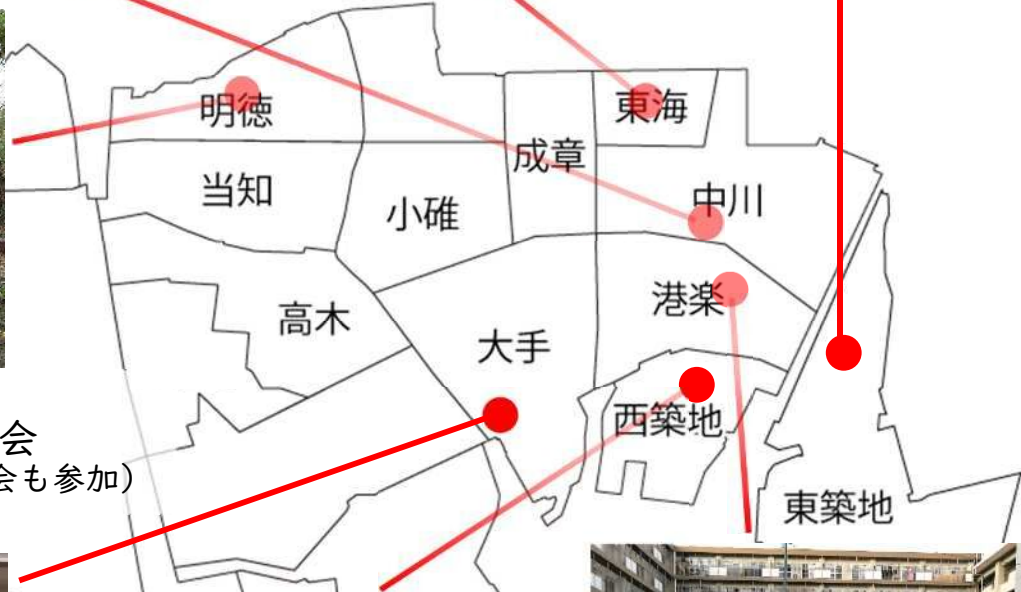 明徳
東海
成章
当知
中川
小碓
港楽
高木
大手
西築地
会
会も参加)
東築地